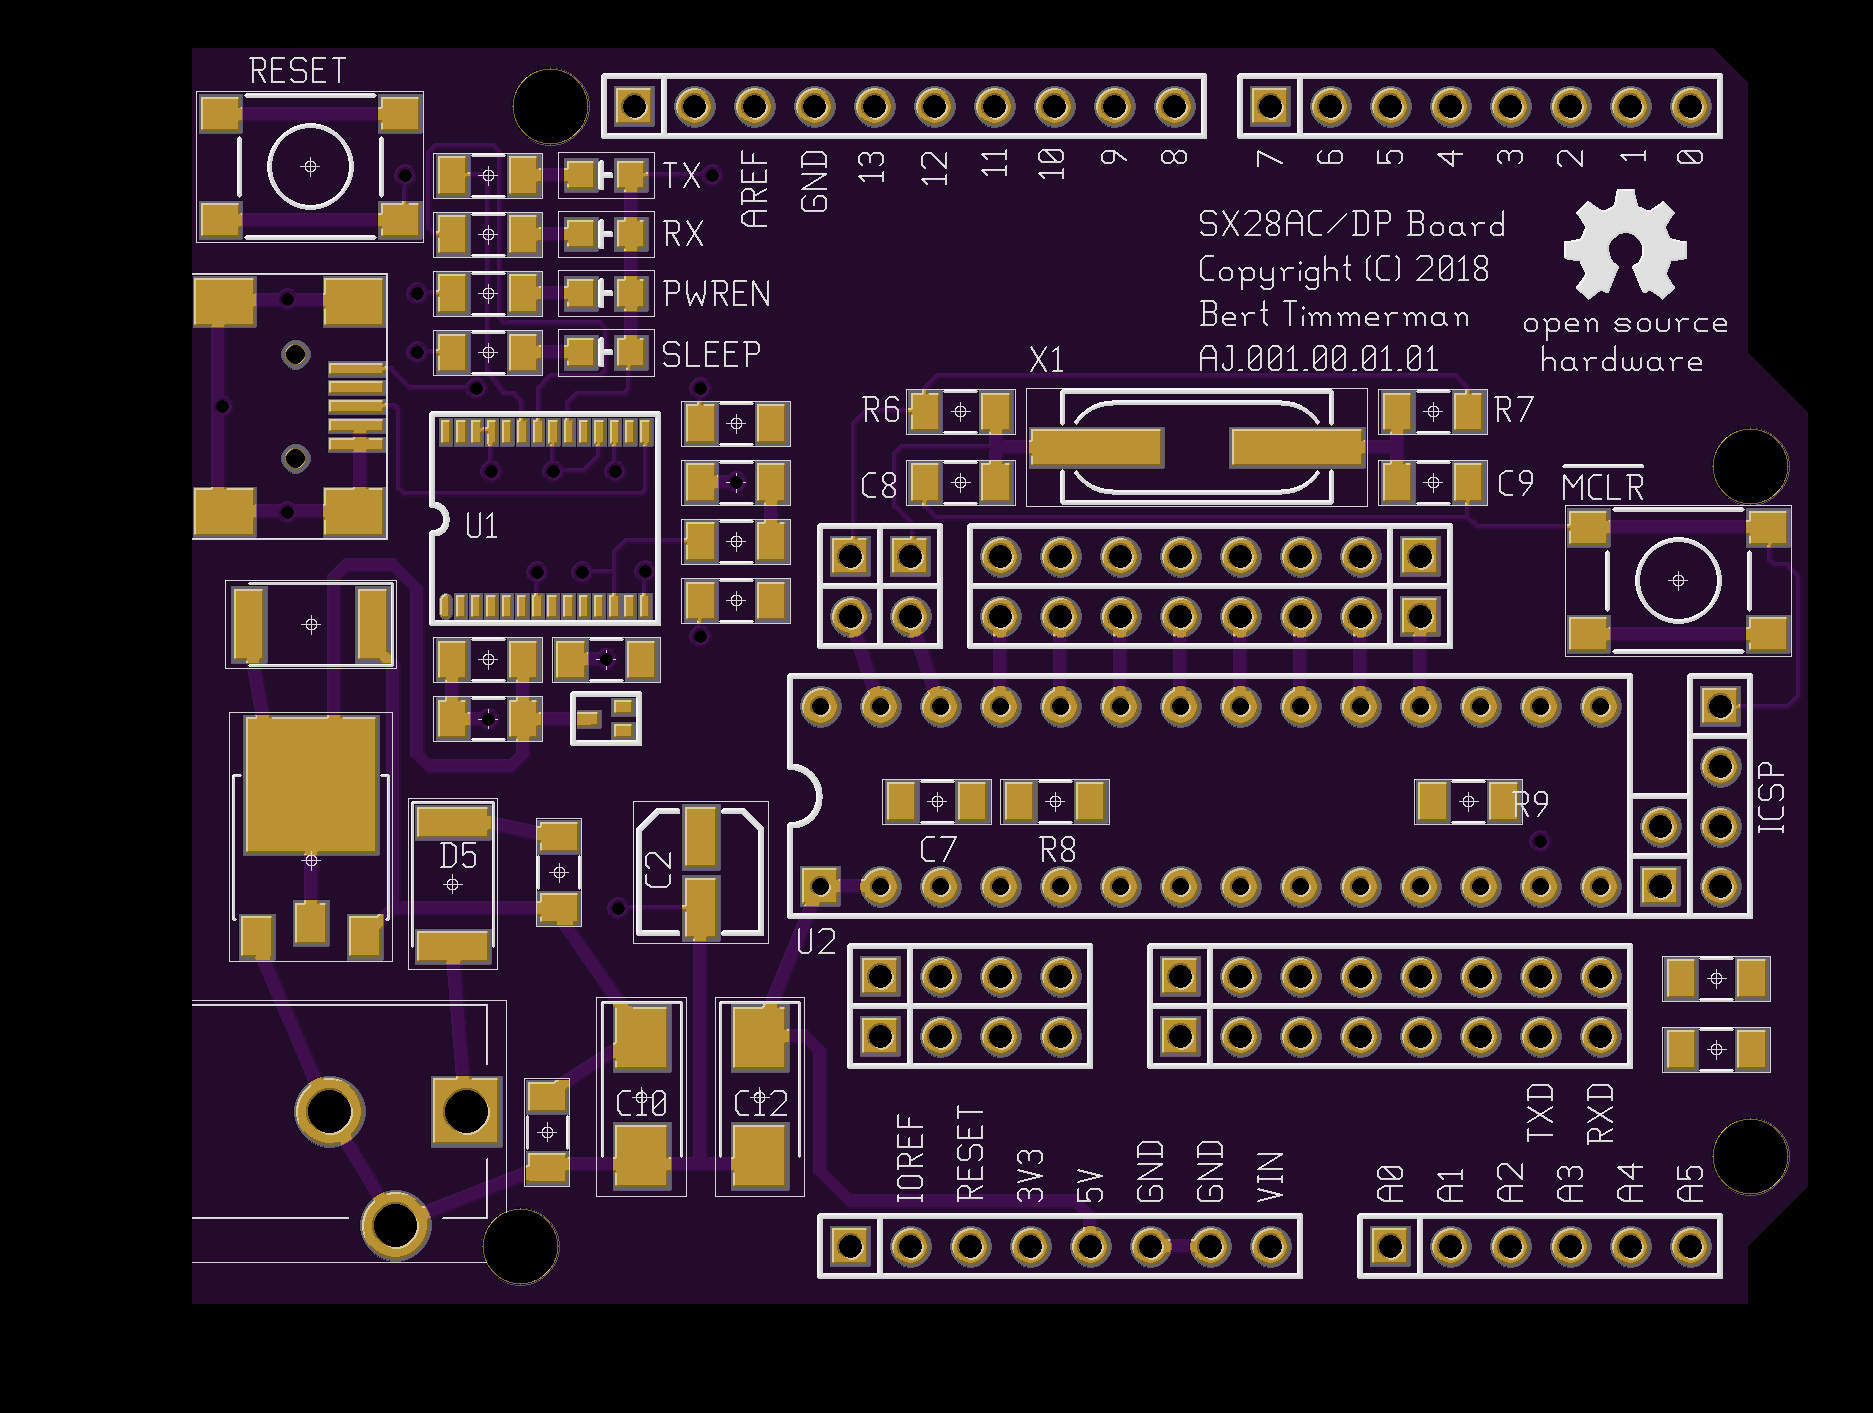 RESET
TX
RX
PWREN
SLEEP
AREF
GND
13
12
11
10
9
8
7
6
5
4
3
2
1
0
SX28AC/DP Board
Copyright (C) 2018
Bert Timmerman
AJ.001.00.01.01
open source
hardware
X1
R6
R7
C8
C9
MCLR
U1
ICSP
R9
C7
R8
D5
C2
U2
C10
C12
TXD
RXD
IOREF
RESET
3V3
5V
GND
GND
VIN
A0
A1
A2
A3
A4
A5